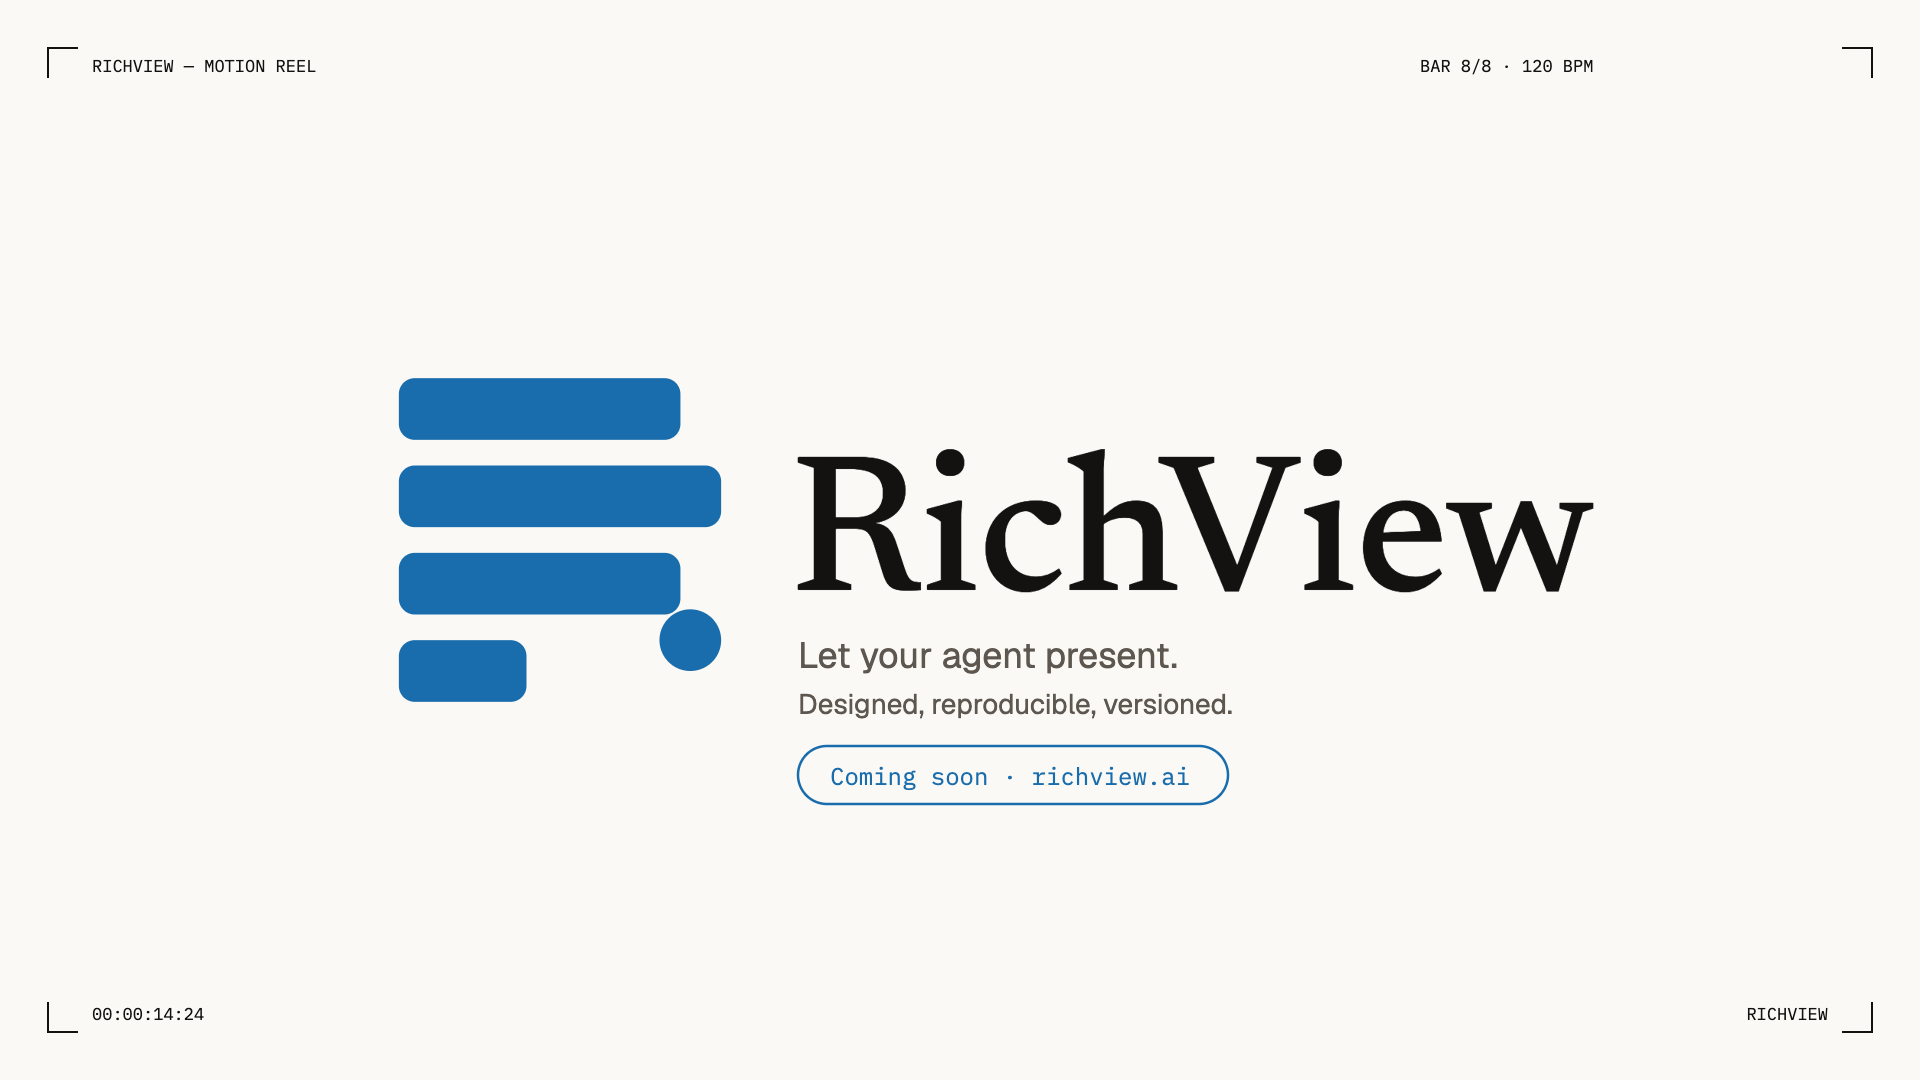 RICHVIEW — MOTION REEL
BAR 8/8 · 120 BPM
RichView
Let your agent present.
Designed, reproducible, versioned.
Coming soon · richview.ai
00:00:14:24
RICHVIEW